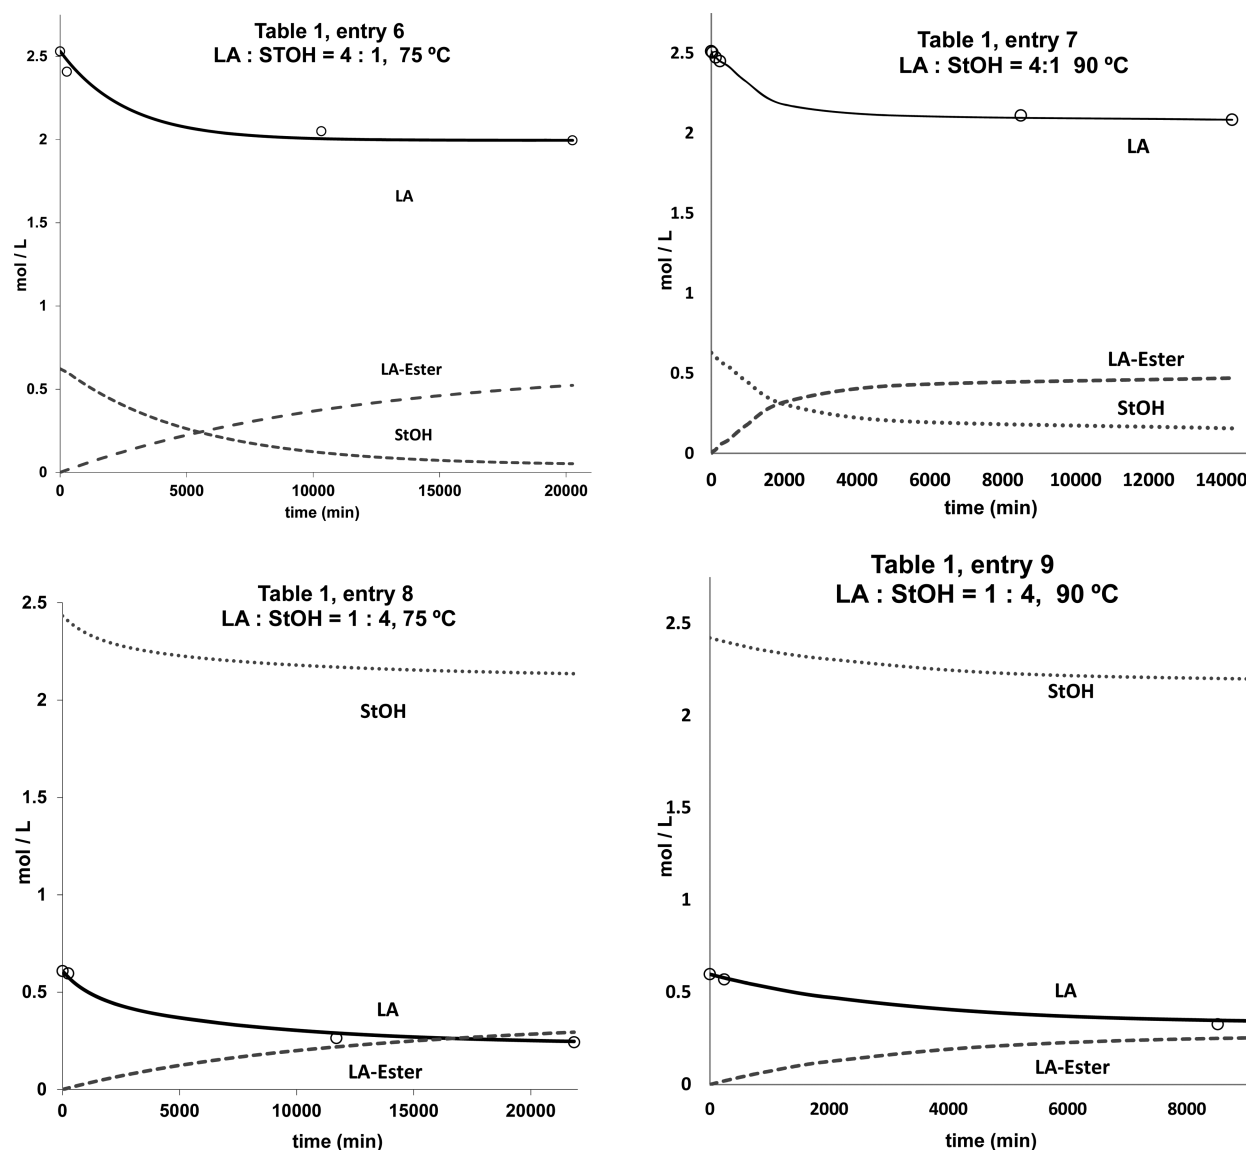 Table 1, entry 6
LA : STOH = 4 : 1, 75 ºC
2.5
2
1.5
1
0.5
0
mol / L
LA
LA-Ester
StOH
0 5000 10000 15000 20000
time (min)
Table 1, entry 7
LA : StOH = 4:1 90 ºC
2.5
2
1.5
1
0.5
0
mol / L
LA
LA-Ester
StOH
0 2000 4000 6000 8000 10000 12000 14000
time (min)
Table 1, entry 8
LA : StOH = 1 : 4, 75 ºC
2.5
2
1.5
1
0.5
0
mol / L
StOH
LA
LA-Ester
0 5000 10000 15000 20000
time (min)
Table 1, entry 9
LA : StOH = 1 : 4, 90 ºC
2.5
2
1.5
1
0.5
0
mol / L
StOH
LA
LA-Ester
0 2000 4000 6000 8000
time (min)